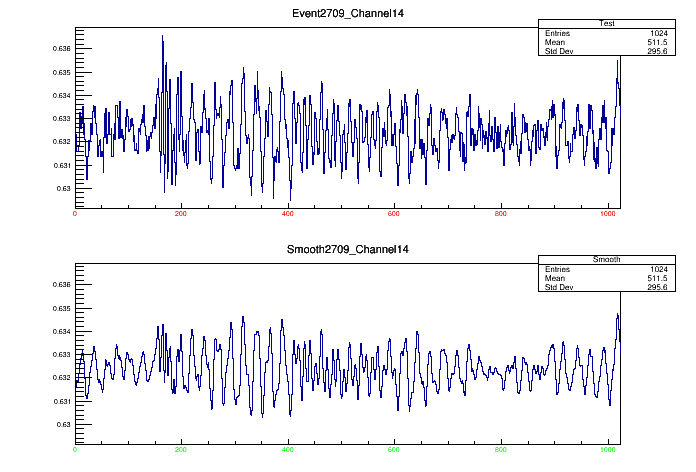 Event2709_Channel14
Test
Entries 1024
Mean 511.5
Std Dev 295.6
0.636
0.635
0.634
0.633
0.632
0.631
0.63
0 200 400 600 800 1000
Smooth2709_Channel14
Smooth
Entries 1024
Mean 511.5
Std Dev 295.6
0.636
0.635
0.634
0.633
0.632
0.631
0.63
0 200 400 600 800 1000